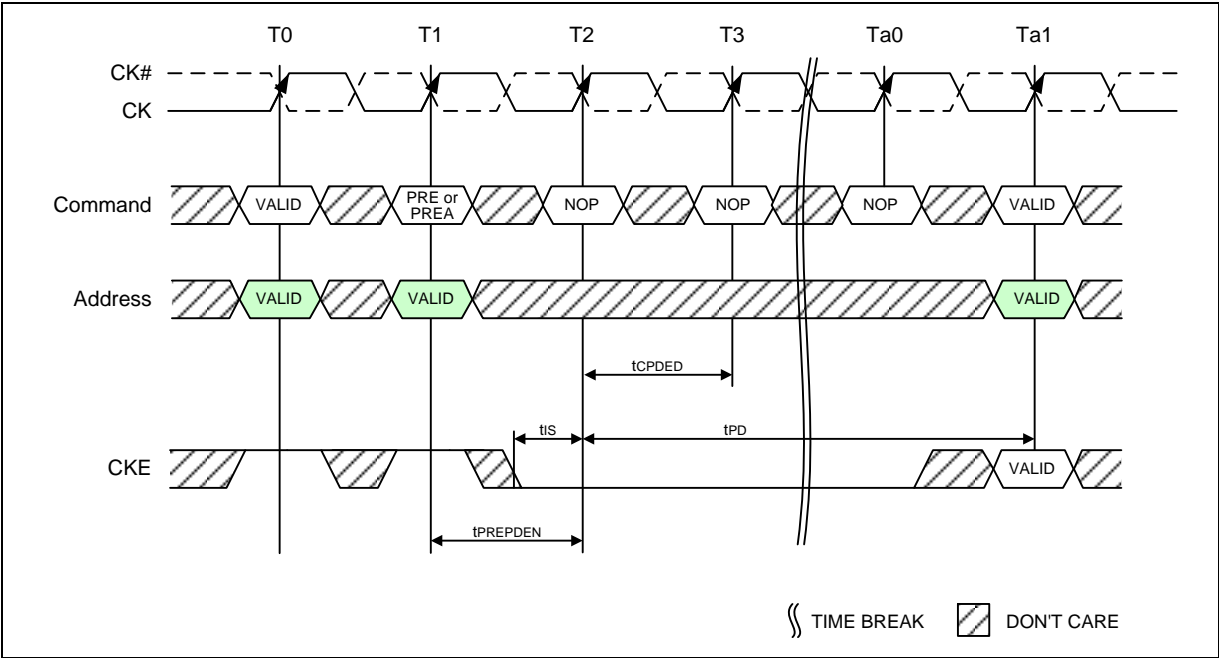 T0 T1 T2 T3 Ta0 Ta1
CK#
CK
Command VALID PRE or PREA NOP NOP NOP VALID
Address VALID VALID VALID
tCPDED
tIS tPD
CKE VALID
tPREPDEN
TIME BREAK DON'T CARE